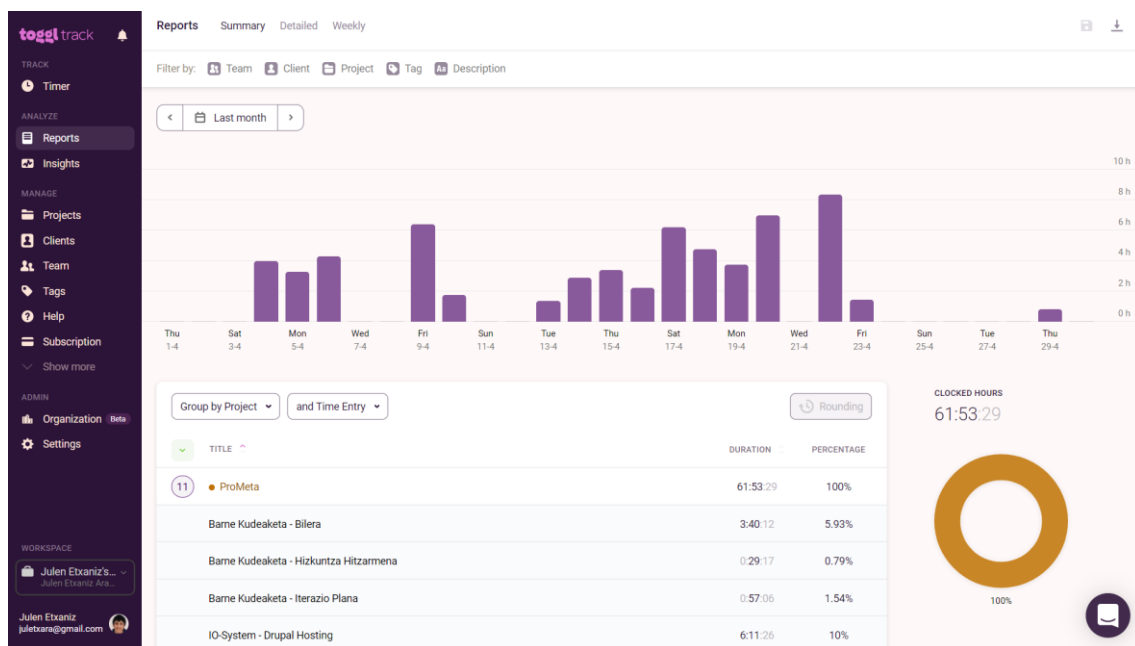 toggl track
TRACK
Timer
ANALYZE
Reports
Insights
MANAGE
Projects
Clients
Team
Tags
Help
Subscription
Show more
ADMIN
Organization Beta
Settings
WORKSPACE
Julen Etxaniz's...
Julen Etxaniz Ara...
Julen Etxaniz
juletxara@gmail.com
Reports Summary Detailed Weekly
Filter by: Team Client Project Tag Aa Description
Last month
10 h
8 h
6 h
4 h
2 h
0 h
Thu Sat Mon Wed Fri Sun Tue Thu Sat Mon Wed Fri Sun Tue Thu
1-4 3-4 5-4 7-4 9-4 11-4 13-4 15-4 17-4 19-4 21-4 23-4 25-4 27-4 29-4
Group by Project and Time Entry Rounding
TITLE DURATION PERCENTAGE
11 ProMeta 61:53:29 100%
Barne Kudeaketa - Bilera 3:40:12 5.93%
Barne Kudeaketa - Hizkuntza Hitzarmena 0:29:17 0.79%
Barne Kudeaketa - Iterazio Plana 0:57:06 1.54%
IO-System - Drupal Hosting 6:11:26 10%
CLOCKED HOURS
61:53:29
100%